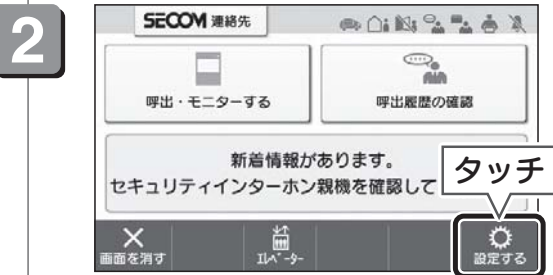 2
SECOM 連絡先
呼出・モニターする
呼出履歴の確認
新着情報があります。
セキュリティインターホン親機を確認して
タッチ
画面を消す
ｴﾚﾍﾞｰﾀｰ
設定する